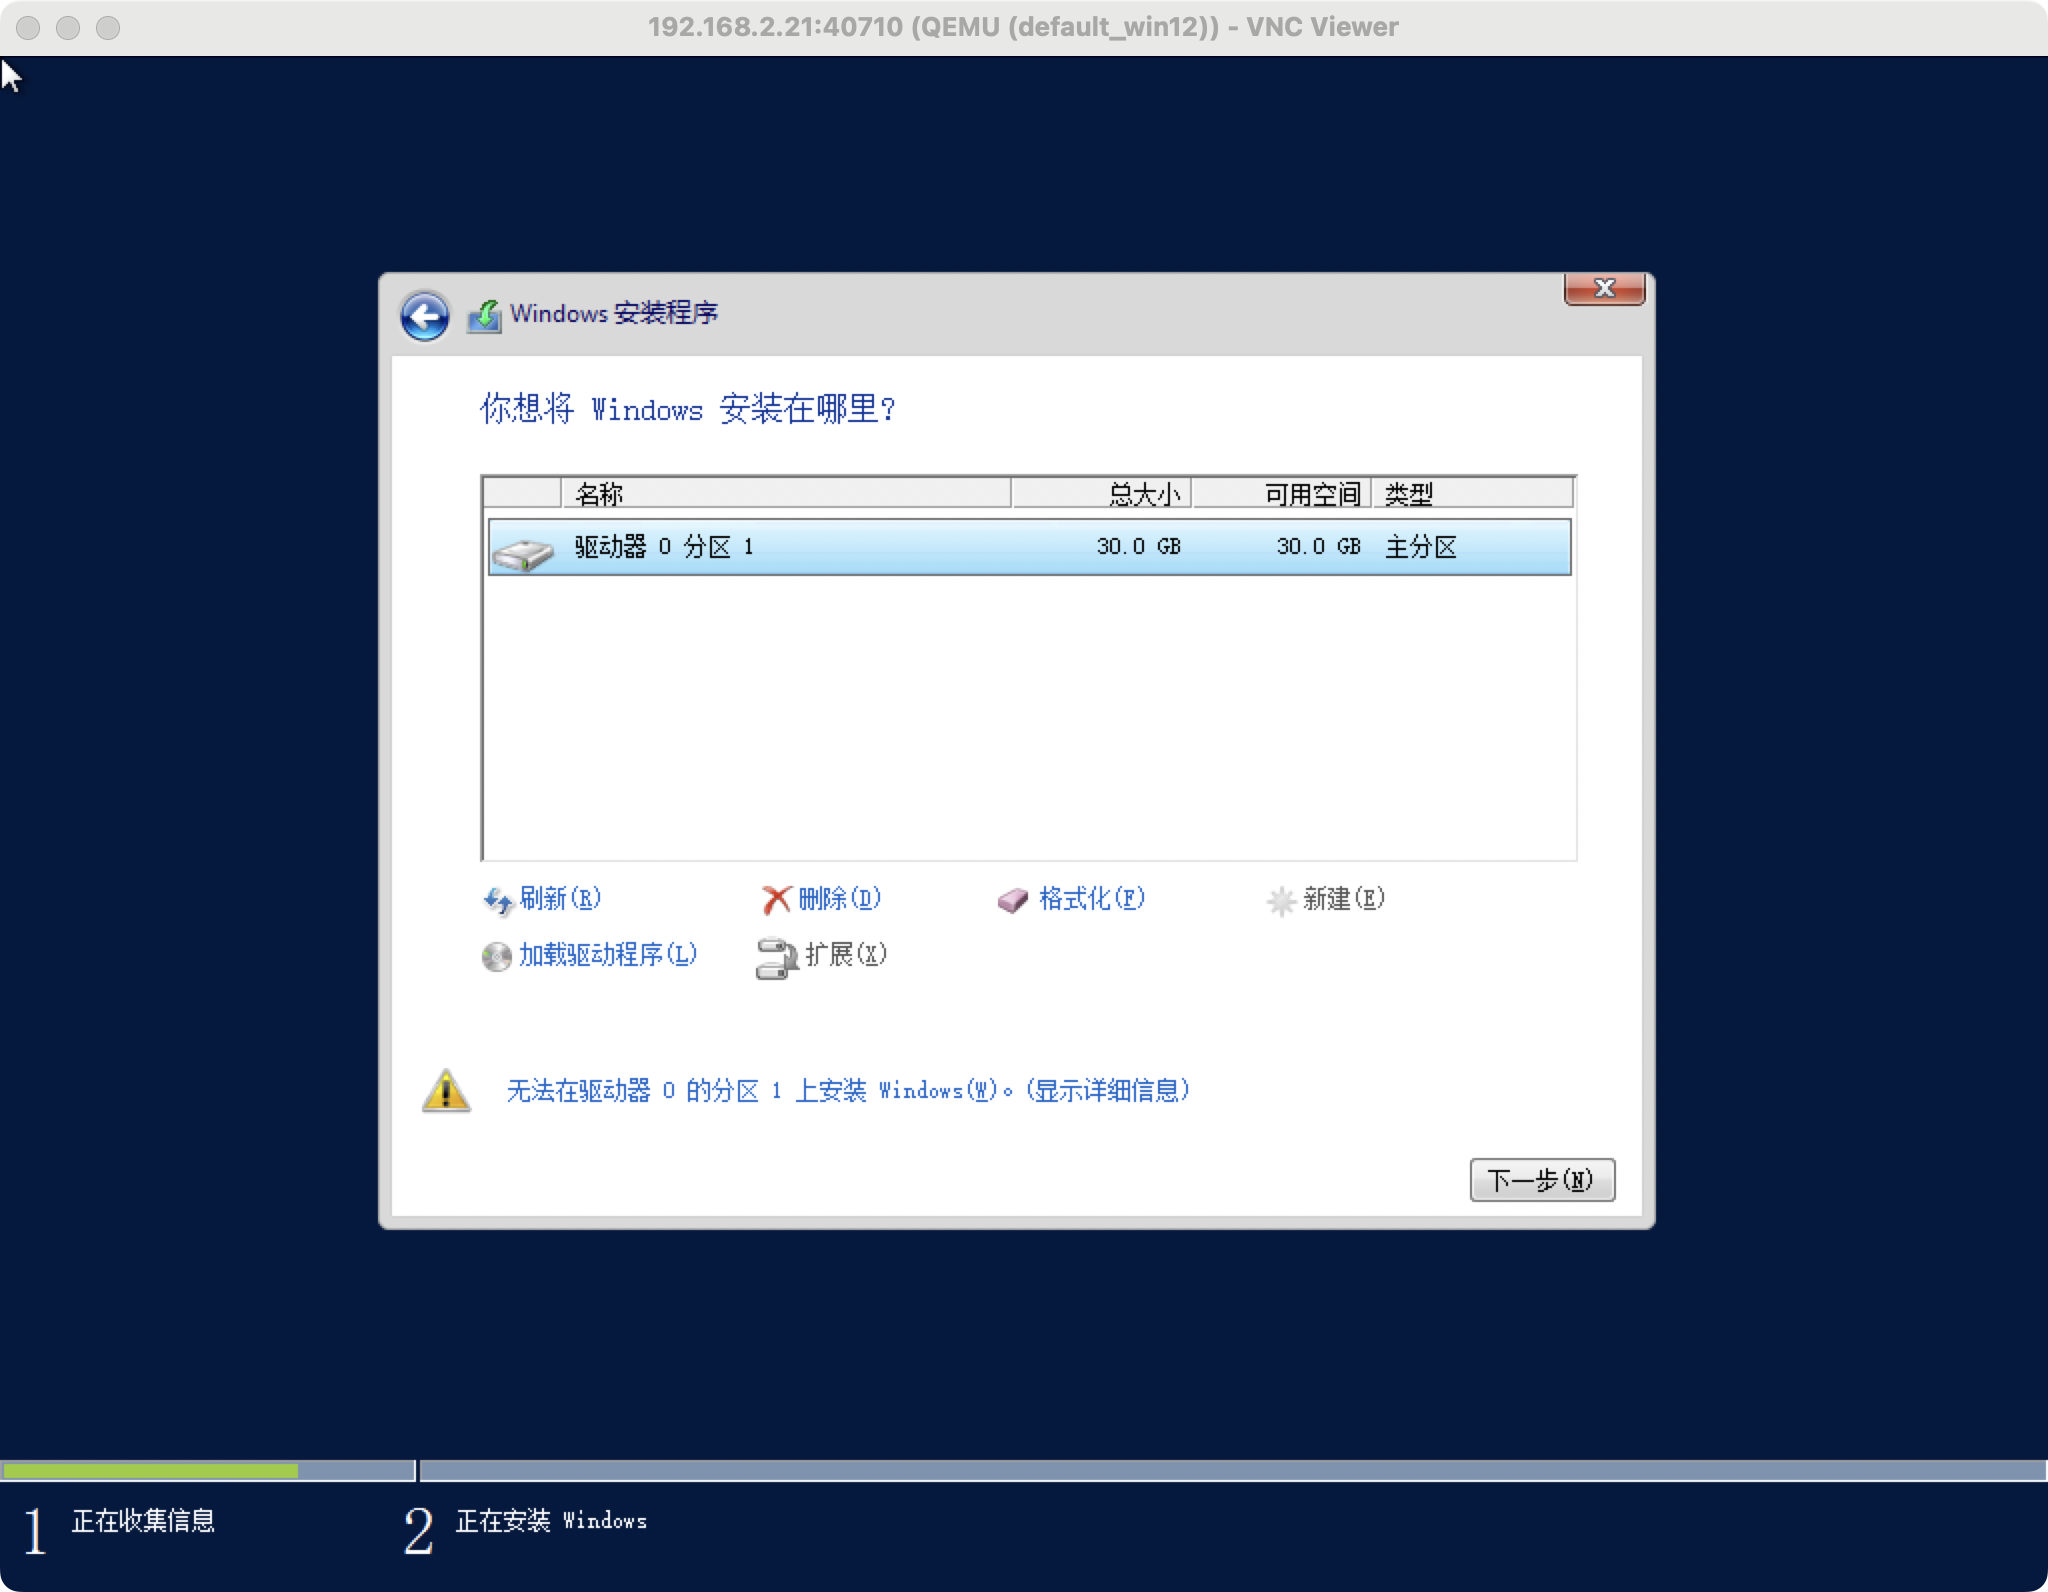 192.168.2.21:40710 (QEMU (default_win12)) - VNC Viewer
Windows 安装程序
你想将 Windows 安装在哪里?
名称 总大小 可用空间 类型
驱动器 0 分区 1 30.0 GB 30.0 GB 主分区
刷新(R) 删除(D) 格式化(F) 新建(E)
加载驱动程序(L) 扩展(X)
无法在驱动器 0 的分区 1 上安装 Windows(W)。(显示详细信息)
下一步(N)
1 正在收集信息 2 正在安装 Windows